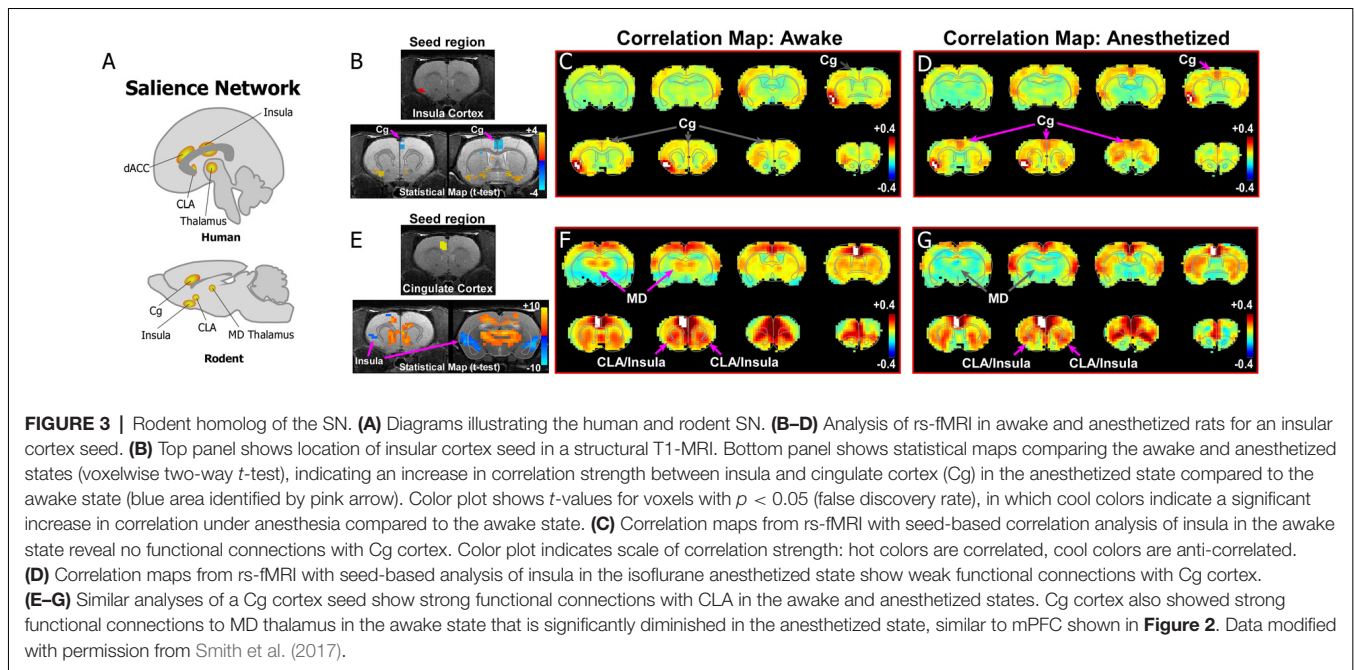 A
Salience Network
Insula
dACC
CLA
Thalamus
Human
Cg
Insula
CLA
MD Thalamus
Rodent
B
Seed region
Insula Cortex
Cg
Cg
+4
-4
Statistical Map (t-test)
Correlation Map: Awake
C
Cg
Cg
+0.4
-0.4
Correlation Map: Anesthetized
D
Cg
Cg
+0.4
-0.4
E
Seed region
Cingulate Cortex
+10
Insula
-10
Statistical Map (t-test)
F
MD
+0.4
CLA/Insula
CLA/Insula
-0.4
G
MD
+0.4
CLA/Insula
CLA/Insula
-0.4
FIGURE 3 | Rodent homolog of the SN. (A) Diagrams illustrating the human and rodent SN. (B–D) Analysis of rs-fMRI in awake and anesthetized rats for an insular
cortex seed. (B) Top panel shows location of insular cortex seed in a structural T1-MRI. Bottom panel shows statistical maps comparing the awake and anesthetized
states (voxelwise two-way t-test), indicating an increase in correlation strength between insula and cingulate cortex (Cg) in the anesthetized state compared to the
awake state (blue area identified by pink arrow). Color plot shows t-values for voxels with p < 0.05 (false discovery rate), in which cool colors indicate a significant
increase in correlation under anesthesia compared to the awake state. (C) Correlation maps from rs-fMRI with seed-based correlation analysis of insula in the awake
state reveal no functional connections with Cg cortex. Color plot indicates scale of correlation strength: hot colors are correlated, cool colors are anti-correlated.
(D) Correlation maps from rs-fMRI with seed-based analysis of insula in the isoflurane anesthetized state show weak functional connections with Cg cortex.
(E–G) Similar analyses of a Cg cortex seed show strong functional connections with CLA in the awake and anesthetized states. Cg cortex also showed strong
functional connections to MD thalamus in the awake state that is significantly diminished in the anesthetized state, similar to mPFC shown in Figure 2. Data modified
with permission from Smith et al. (2017).